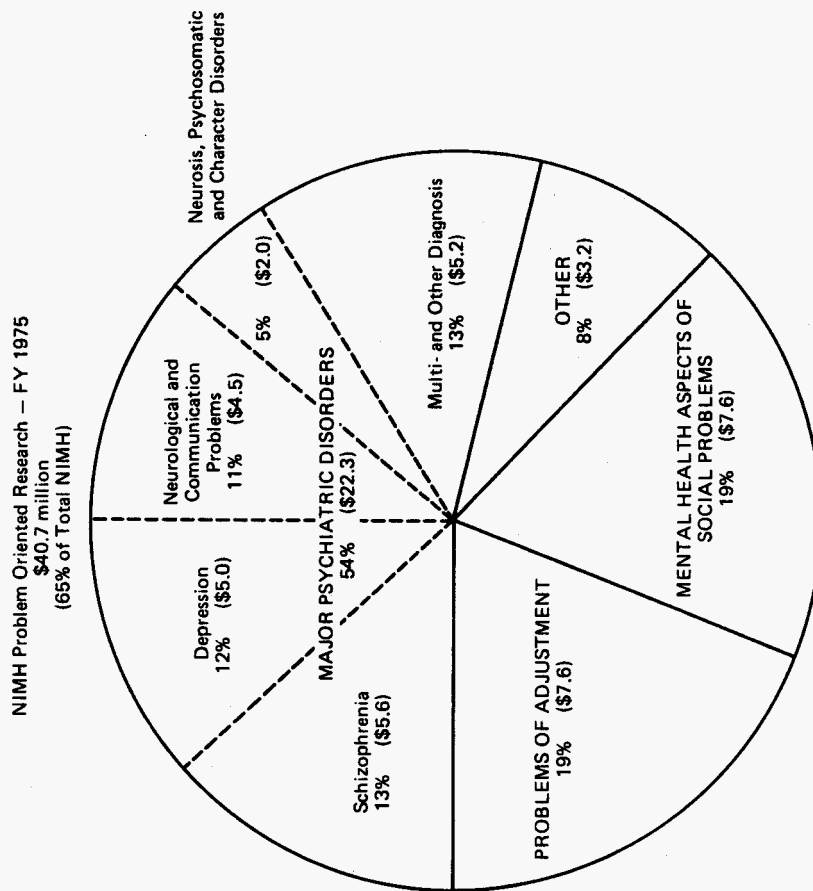 NIMH Problem Oriented Research — FY 1975
$40.7 million
(65% of Total NIMH)
Neurosis, Psychosomatic
and Character Disorders
Neurological and
Communication
Problems
11% ($4.5)
5% ($2.0)
Depression
12% ($5.0)
MAJOR PSYCHIATRIC DISORDERS
54% ($22.3)
Schizophrenia
13% ($5.6)
Multi- and Other Diagnosis
13% ($5.2)
OTHER
8% ($3.2)
PROBLEMS OF ADJUSTMENT
19% ($7.6)
MENTAL HEALTH ASPECTS OF
SOCIAL PROBLEMS
19% ($7.6)